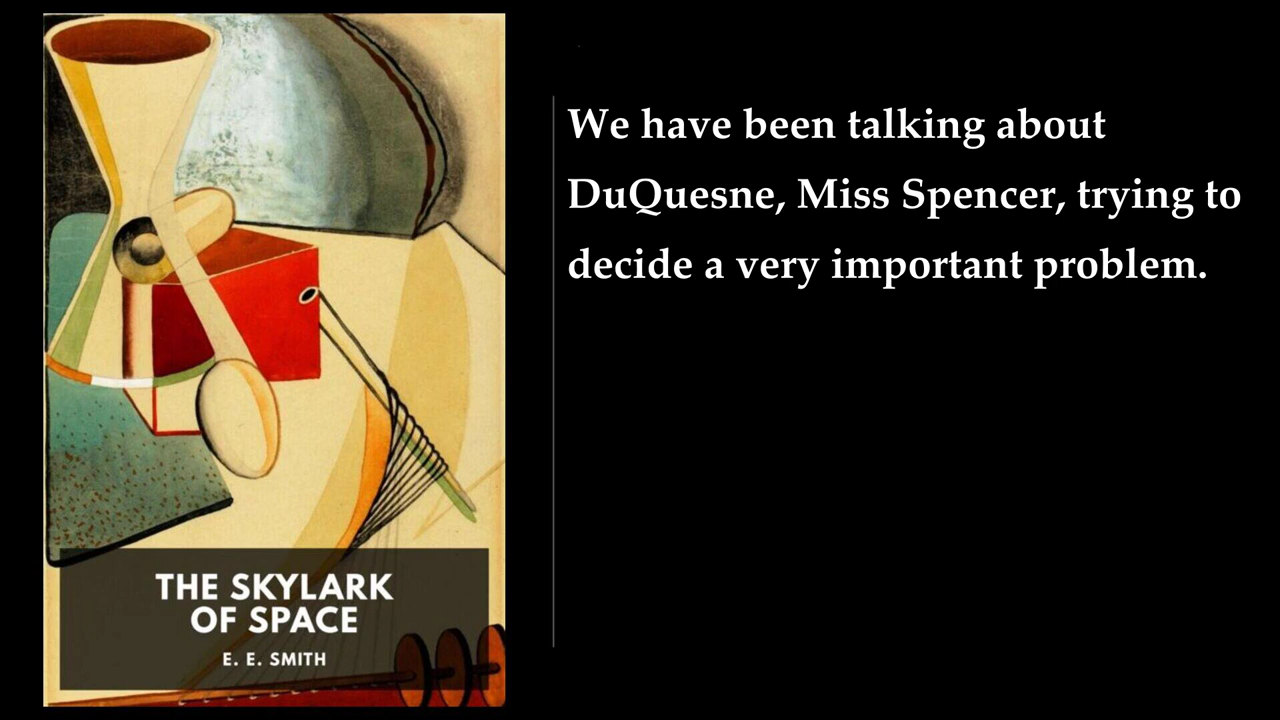 THE SKYLARK
OF SPACE
E. E. SMITH
We have been talking about
DuQuesne, Miss Spencer, trying to
decide a very important problem.